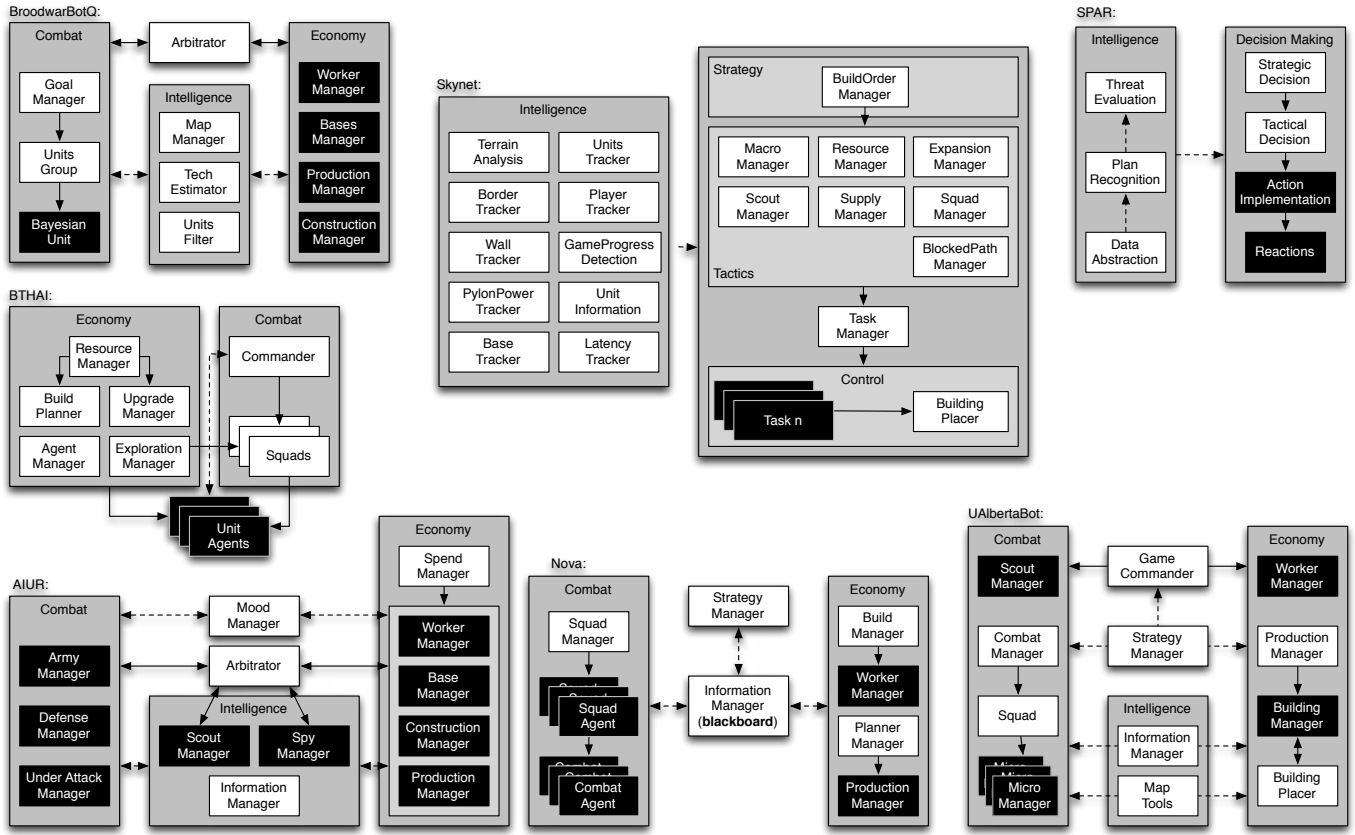 BroodwarBotQ:
Combat
Goal
Manager
Units
Group
Bayesian
Unit
Arbitrator
Intelligence
Map
Manager
Tech
Estimator
Units
Filter
Economy
Worker
Manager
Bases
Manager
Production
Manager
Construction
Manager
Skynet:
Intelligence
Terrain
Analysis
Units
Tracker
Border
Tracker
Player
Tracker
Wall
Tracker
GameProgress
Detection
PylonPower
Tracker
Unit
Information
Base
Tracker
Latency
Tracker
Strategy
BuildOrder
Manager
Macro
Manager
Resource
Manager
Expansion
Manager
Scout
Manager
Supply
Manager
Squad
Manager
BlockedPath
Manager
Tactics
Task
Manager
Control
Task n
Building
Placer
SPAR:
Intelligence
Threat
Evaluation
Plan
Recognition
Data
Abstraction
Decision Making
Strategic
Decision
Tactical
Decision
Action
Implementation
Reactions
BTHAI:
Economy
Resource
Manager
Build
Planner
Upgrade
Manager
Agent
Manager
Exploration
Manager
Combat
Commander
Squads
Unit
Agents
AIUR:
Combat
Army
Manager
Defense
Manager
Under Attack
Manager
Mood
Manager
Arbitrator
Intelligence
Scout
Manager
Spy
Manager
Information
Manager
Economy
Spend
Manager
Worker
Manager
Base
Manager
Construction
Manager
Production
Manager
Nova:
Combat
Squad
Manager
Squad
Agent
Combat
Agent
Strategy
Manager
Information
Manager
(blackboard)
Economy
Build
Manager
Worker
Manager
Planner
Manager
Production
Manager
UAlbertaBot:
Combat
Scout
Manager
Combat
Manager
Squad
Micro
Manager
Game
Commander
Strategy
Manager
Intelligence
Information
Manager
Map
Tools
Economy
Worker
Manager
Production
Manager
Building
Manager
Building
Placer